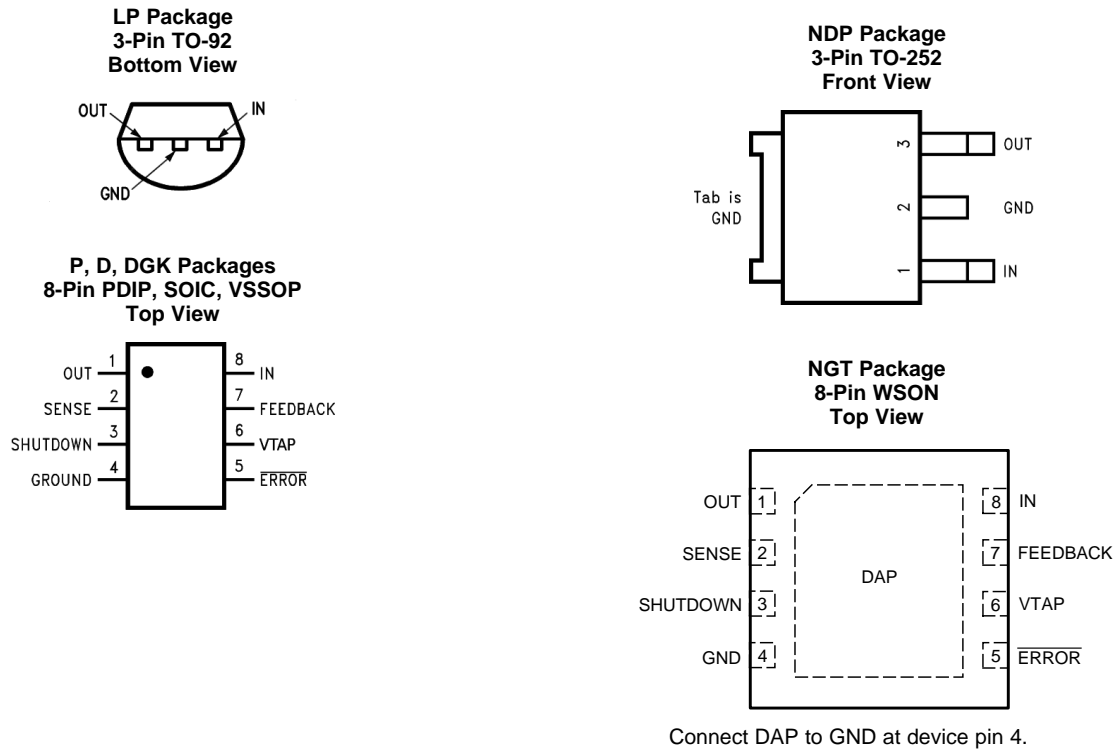 LP Package
3-Pin TO-92
Bottom View
OUT
IN
GND
P, D, DGK Packages
8-Pin PDIP, SOIC, VSSOP
Top View
OUT 1
8 IN
SENSE 2
7 FEEDBACK
SHUTDOWN 3
6 VTAP
GROUND 4
5 ERROR
NDP Package
3-Pin TO-252
Front View
Tab is
GND
3 OUT
2 GND
1 IN
NGT Package
8-Pin WSON
Top View
OUT 1
8 IN
SENSE 2
7 FEEDBACK
DAP
SHUTDOWN 3
6 VTAP
GND 4
5 ERROR
Connect DAP to GND at device pin 4.